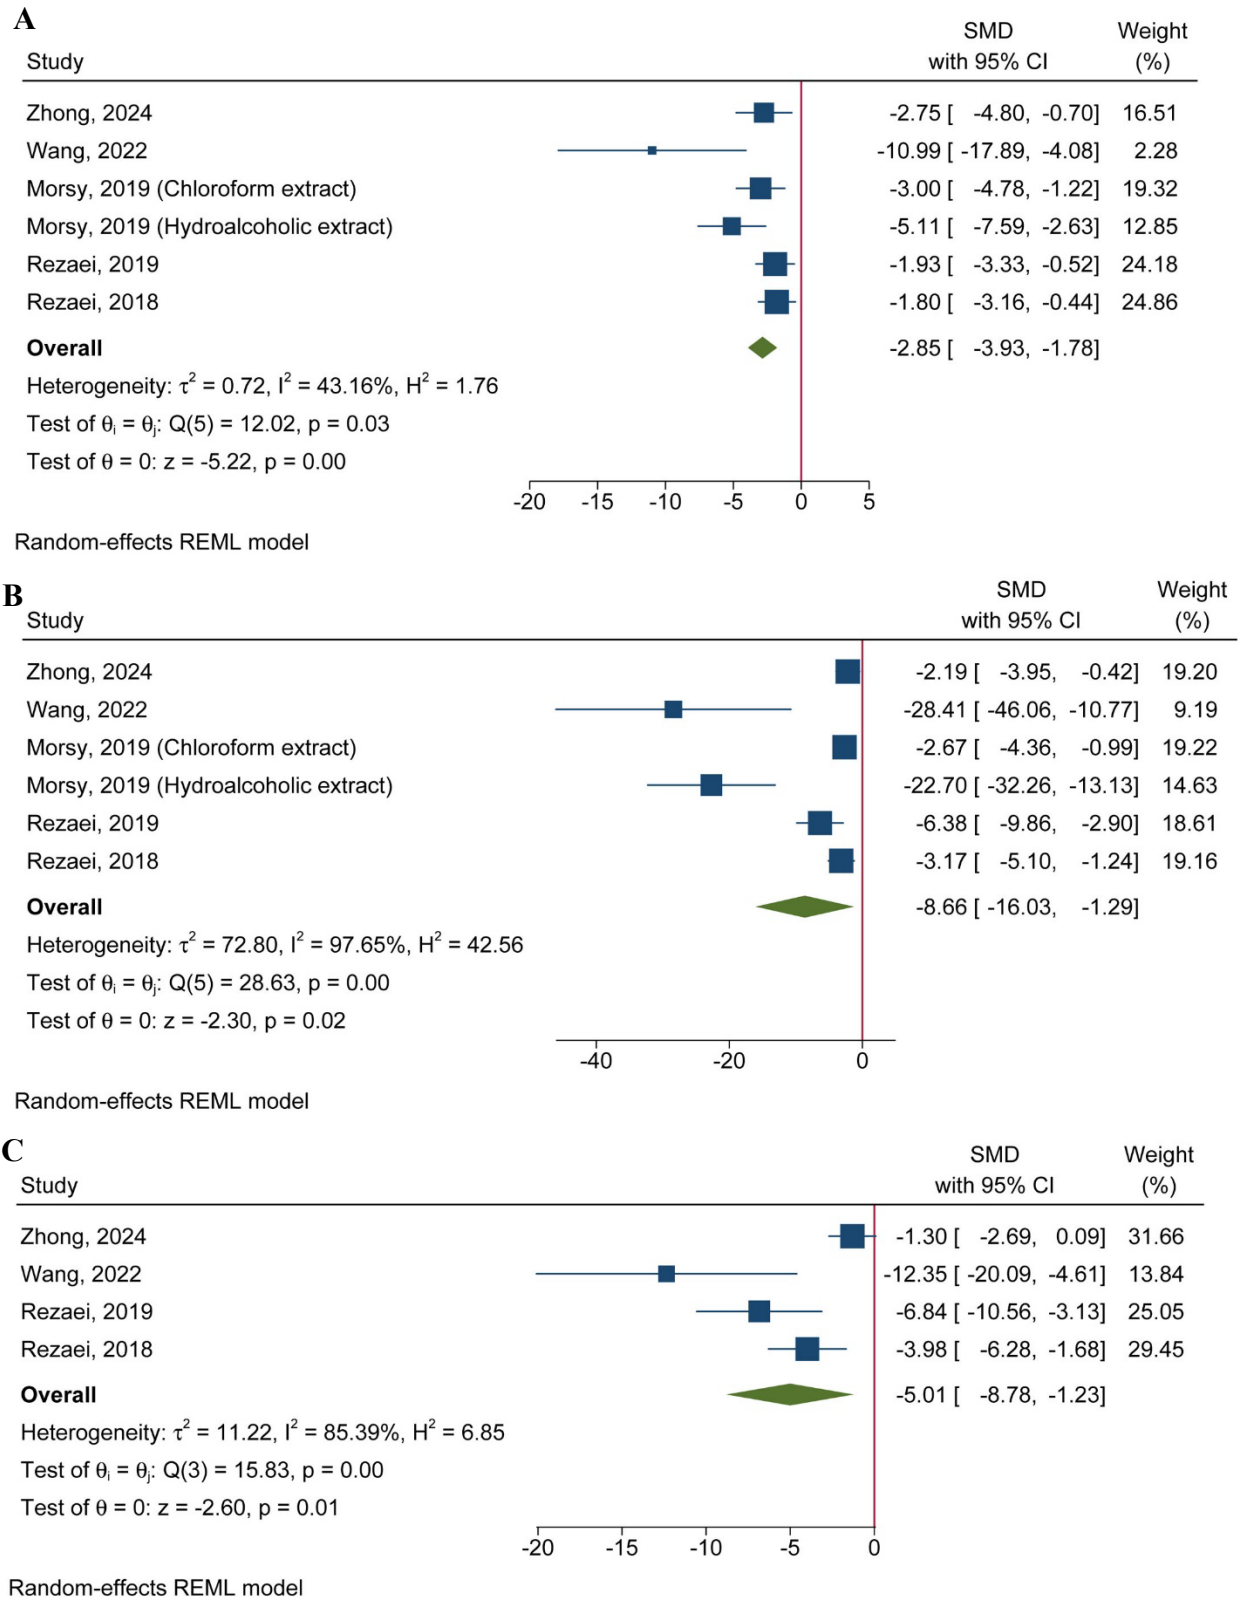 A
SMD Weight
Study with 95% CI (%)
Zhong, 2024 -2.75 [ -4.80, -0.70] 16.51
Wang, 2022 -10.99 [ -17.89, -4.08] 2.28
Morsy, 2019 (Chloroform extract) -3.00 [ -4.78, -1.22] 19.32
Morsy, 2019 (Hydroalcoholic extract) -5.11 [ -7.59, -2.63] 12.85
Rezaei, 2019 -1.93 [ -3.33, -0.52] 24.18
Rezaei, 2018 -1.80 [ -3.16, -0.44] 24.86
Overall -2.85 [ -3.93, -1.78]
Heterogeneity: τ² = 0.72, I² = 43.16%, H² = 1.76
Test of θᵢ = θⱼ: Q(5) = 12.02, p = 0.03
Test of θ = 0: z = -5.22, p = 0.00
-20 -15 -10 -5 0 5
Random-effects REML model
B
SMD Weight
Study with 95% CI (%)
Zhong, 2024 -2.19 [ -3.95, -0.42] 19.20
Wang, 2022 -28.41 [ -46.06, -10.77] 9.19
Morsy, 2019 (Chloroform extract) -2.67 [ -4.36, -0.99] 19.22
Morsy, 2019 (Hydroalcoholic extract) -22.70 [ -32.26, -13.13] 14.63
Rezaei, 2019 -6.38 [ -9.86, -2.90] 18.61
Rezaei, 2018 -3.17 [ -5.10, -1.24] 19.16
Overall -8.66 [ -16.03, -1.29]
Heterogeneity: τ² = 72.80, I² = 97.65%, H² = 42.56
Test of θᵢ = θⱼ: Q(5) = 28.63, p = 0.00
Test of θ = 0: z = -2.30, p = 0.02
-40 -20 0
Random-effects REML model
C
SMD Weight
Study with 95% CI (%)
Zhong, 2024 -1.30 [ -2.69, 0.09] 31.66
Wang, 2022 -12.35 [ -20.09, -4.61] 13.84
Rezaei, 2019 -6.84 [ -10.56, -3.13] 25.05
Rezaei, 2018 -3.98 [ -6.28, -1.68] 29.45
Overall -5.01 [ -8.78, -1.23]
Heterogeneity: τ² = 11.22, I² = 85.39%, H² = 6.85
Test of θᵢ = θⱼ: Q(3) = 15.83, p = 0.00
Test of θ = 0: z = -2.60, p = 0.01
-20 -15 -10 -5 0
Random-effects REML model